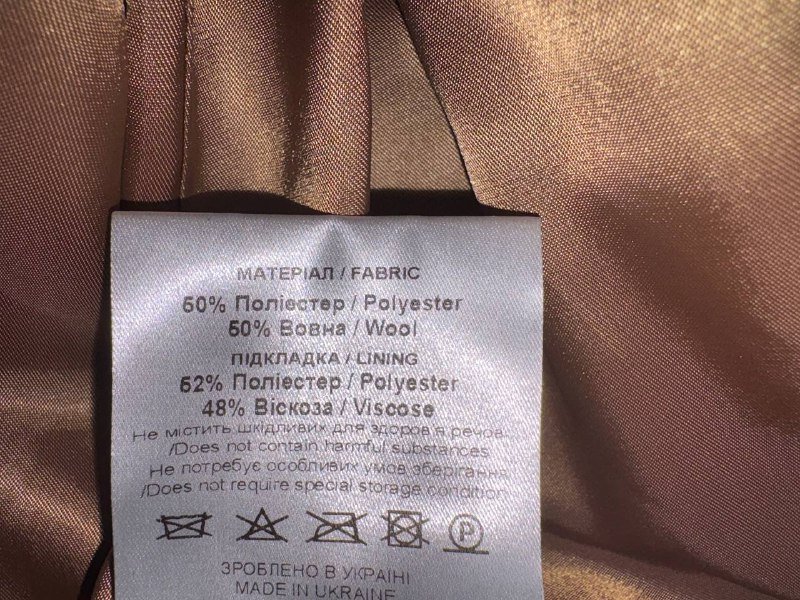 МАТЕРІАЛ / FABRIC
50% Поліестер / Polyester
50% Вовна / Wool
ПІДКЛАДКА / LINING
52% Поліестер / Polyester
48% Віскоза / Viscose
Не містить шкідливих для здоров'я речов.
/Does not contain harmful substances
Не потребує особливих умов зберігання
/Does not require special storage condition
P
ЗРОБЛЕНО В УКРАЇНІ
MADE IN UKRAINE